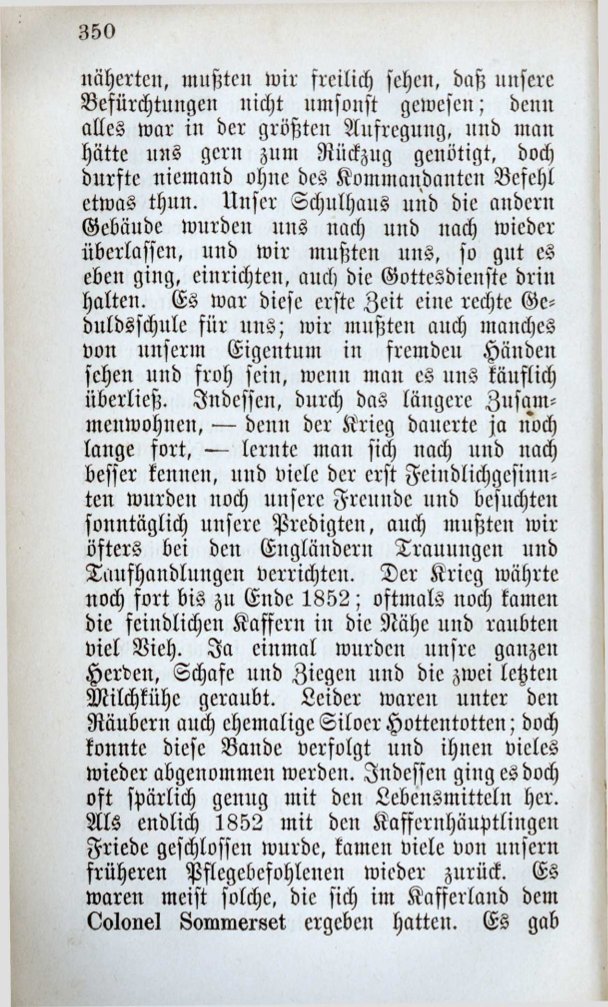 350
näherten, mußten wir freilich sehen, daß unsere
Befürchtungen nicht umsonst gewesen; denn
alles war in der größten Aufregung, und man
hätte uns gern zum Rückzug genötigt, doch
durfte niemand ohne des Kommandanten Befehl
etwas thun. Unser Schulhaus und die andern
Gebäude wurden uns nach und nach wieder
überlassen, und wir mußten uns, so gut es
eben ging, einrichten, auch die Gottesdienste drin
halten. Es war diese erste Zeit eine rechte Ge-
duldsschule für uns; wir mußten auch manches
von unserm Eigentum in fremden Händen
sehen und froh sein, wenn man es uns käuflich
überließ. Indessen, durch das längere Zusam-
menwohnen, — denn der Krieg dauerte ja noch
lange fort, — lernte man sich nach und nach
besser kennen, und viele der erst Feindlichgesinn-
ten wurden noch unsere Freunde und besuchten
sonntäglich unsere Predigten, auch mußten wir
öfters bei den Engländern Trauungen und
Taufhandlungen verrichten. Der Krieg währte
noch fort bis zu Ende 1852; oftmals noch kamen
die feindlichen Kaffern in die Nähe und raubten
viel Vieh. Ja einmal wurden unsre ganzen
Herden, Schafe und Ziegen und die zwei letzten
Milchkühe geraubt. Leider waren unter den
Räubern auch ehemalige Siloer Hottentotten; doch
konnte diese Bande verfolgt und ihnen vieles
wieder abgenommen werden. Indessen ging es doch
oft spärlich genug mit den Lebensmitteln her.
Als endlich 1852 mit den Kaffernhäuptlingen
Friede geschlossen wurde, kamen viele von unsern
früheren Pflegebefohlenen wieder zurück. Es
waren meist solche, die sich im Kafferland dem
Colonel Sommerset ergeben hatten. Es gab